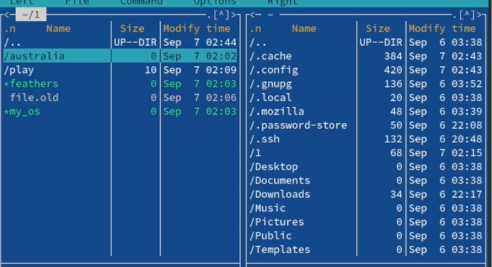 Left File Command Options Right
<─ ~/1 .[^]>
.n Name Size Modify time
/.. UP--DIR Sep 7 02:44
/australia 0 Sep 7 02:02
/play 10 Sep 7 02:09
*feathers 0 Sep 7 02:03
file.old 0 Sep 7 02:06
*my_os 0 Sep 7 02:03
<─ ~ .[^]>
.n Name Size Modify time
/.. UP--DIR Sep 6 03:38
/.cache 384 Sep 7 02:43
/.config 420 Sep 7 02:43
/.gnupg 136 Sep 6 03:52
/.local 20 Sep 6 03:38
/.mozilla 48 Sep 6 03:39
/.password-store 50 Sep 6 22:08
/.ssh 132 Sep 6 20:48
/1 68 Sep 7 02:15
/Desktop 0 Sep 6 03:38
/Documents 0 Sep 6 03:38
/Downloads 34 Sep 6 22:17
/Music 0 Sep 6 03:38
/Pictures 0 Sep 6 03:38
/Public 0 Sep 6 03:38
/Templates 0 Sep 6 03:38